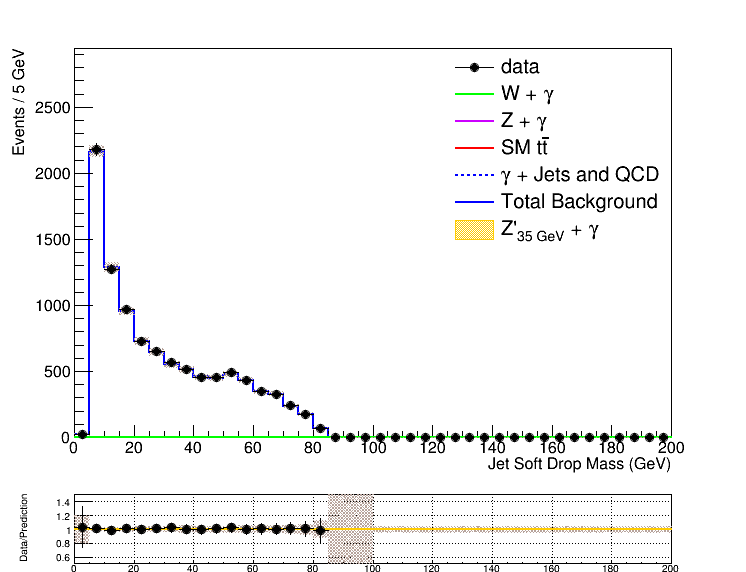 Events / 5 GeV
2500
2000
1500
1000
500
0
data
W + γ
Z + γ
SM tt̄
γ + Jets and QCD
Total Background
Z'35 GeV + γ
0 20 40 60 80 100 120 140 160 180 200
Jet Soft Drop Mass (GeV)
Data/Prediction
1.4
1.2
1
0.8
0.6
0 20 40 60 80 100 120 140 160 180 200